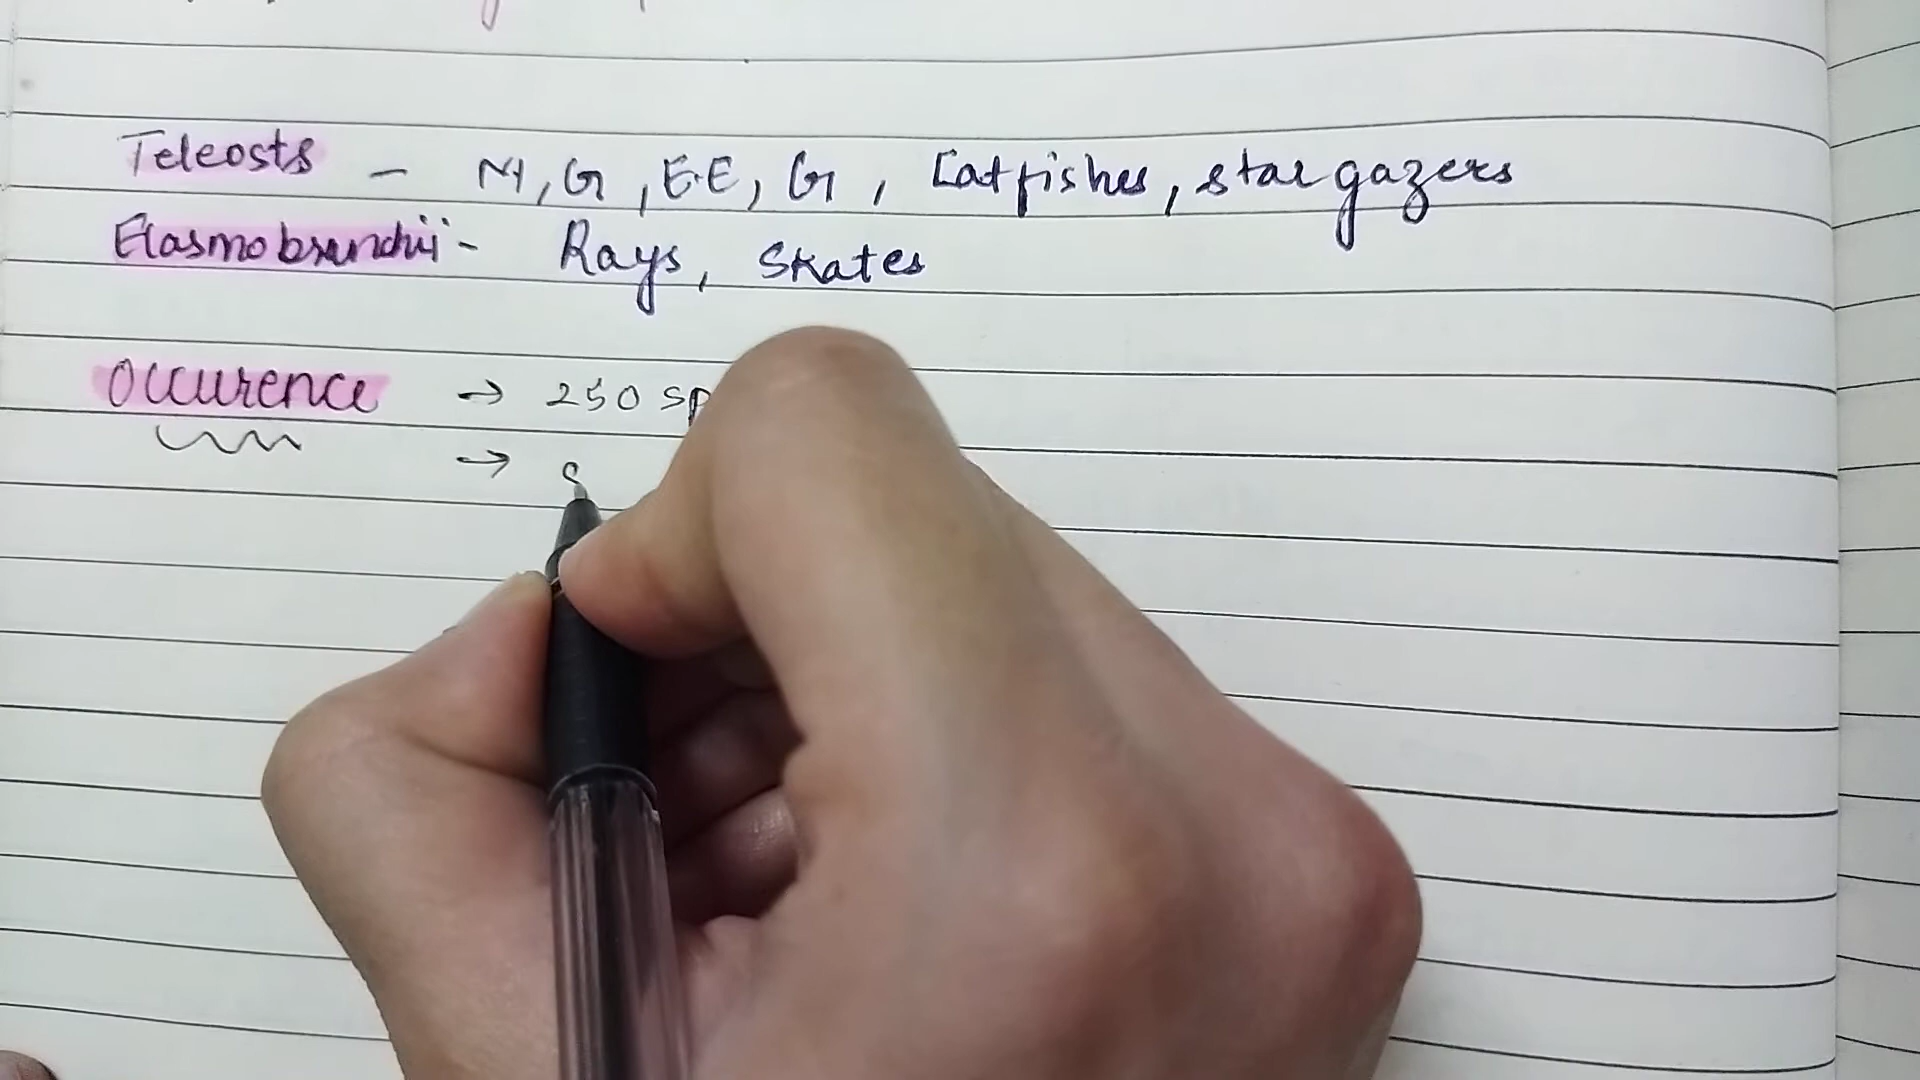 Teleosts - M, G, E.E, G, Catfishes, stargazers
Elasmobranchii - Rays, Skates
Occurence → 250 sp
→ s